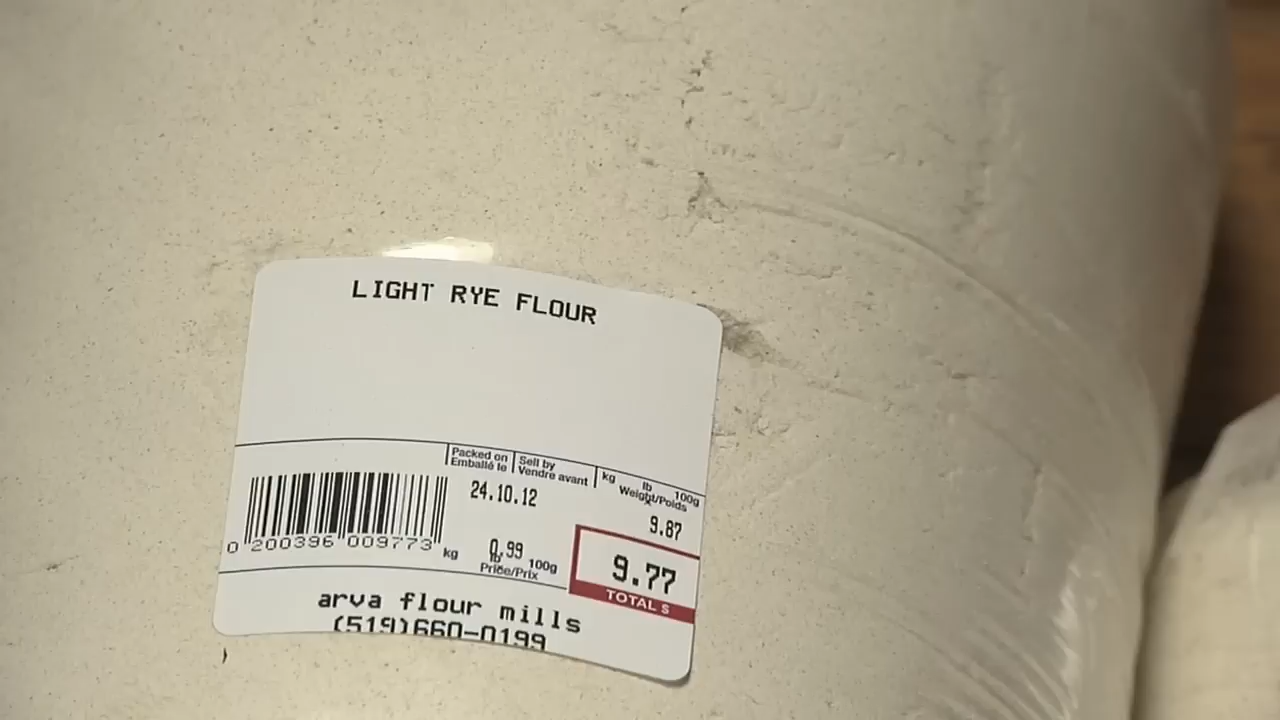 LIGHT RYE FLOUR
Packed on
Emballé le
Sell by
Vendre avant
kg lb 100g
Weight/Poids
24.10.12
9.87
0 200396 009773
0.99
kg lb 100g
Price/Prix
9.77
TOTAL $
arva flour mills
(519)660-0199